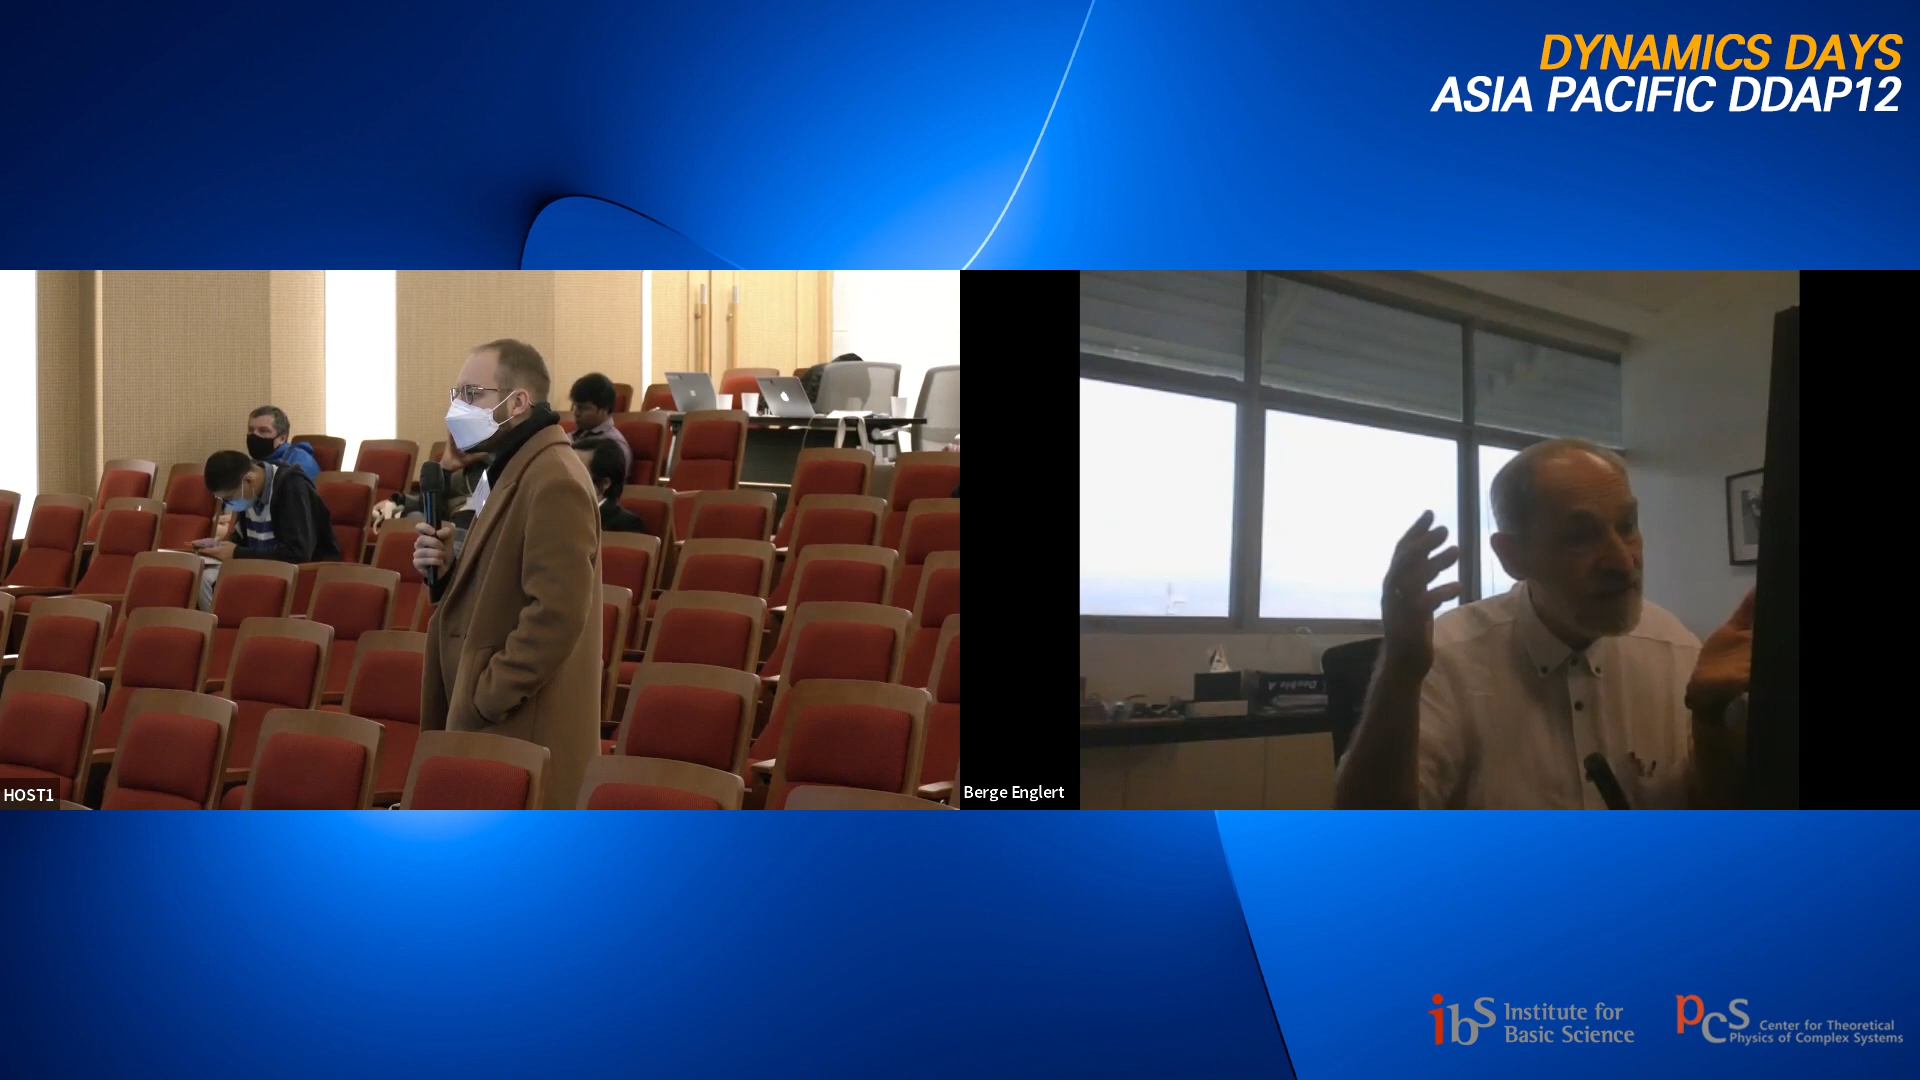 DYNAMICS DAYS
ASIA PACIFIC DDAP12
Double A
HOST1
Berge Englert
ibs Institute for
Basic Science
pcs Center for Theoretical
Physics of Complex Systems